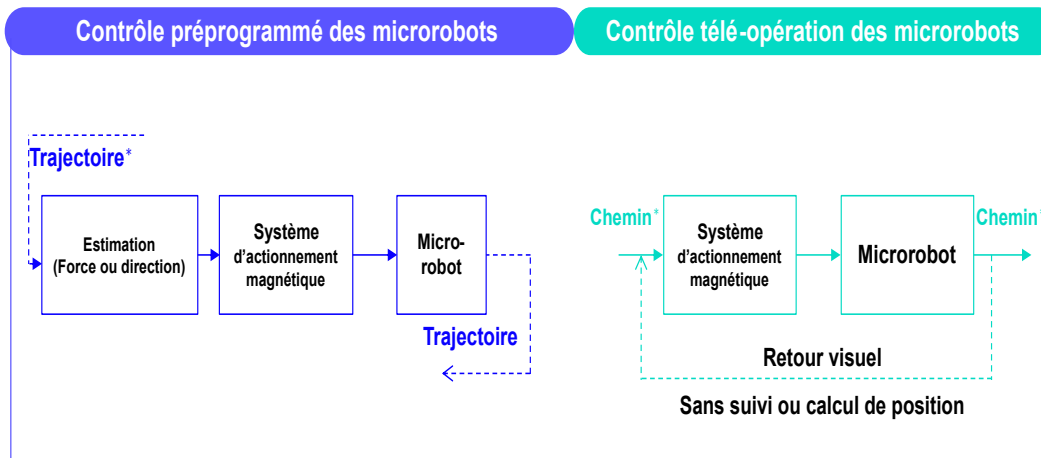 Contrôle préprogrammé des microrobots
Contrôle télé-opération des microrobots
Trajectoire*
Estimation
(Force ou direction)
Système
d'actionnement
magnétique
Micro-
robot
Trajectoire
Chemin*
Système
d'actionnement
magnétique
Microrobot
Chemin*
Retour visuel
Sans suivi ou calcul de position